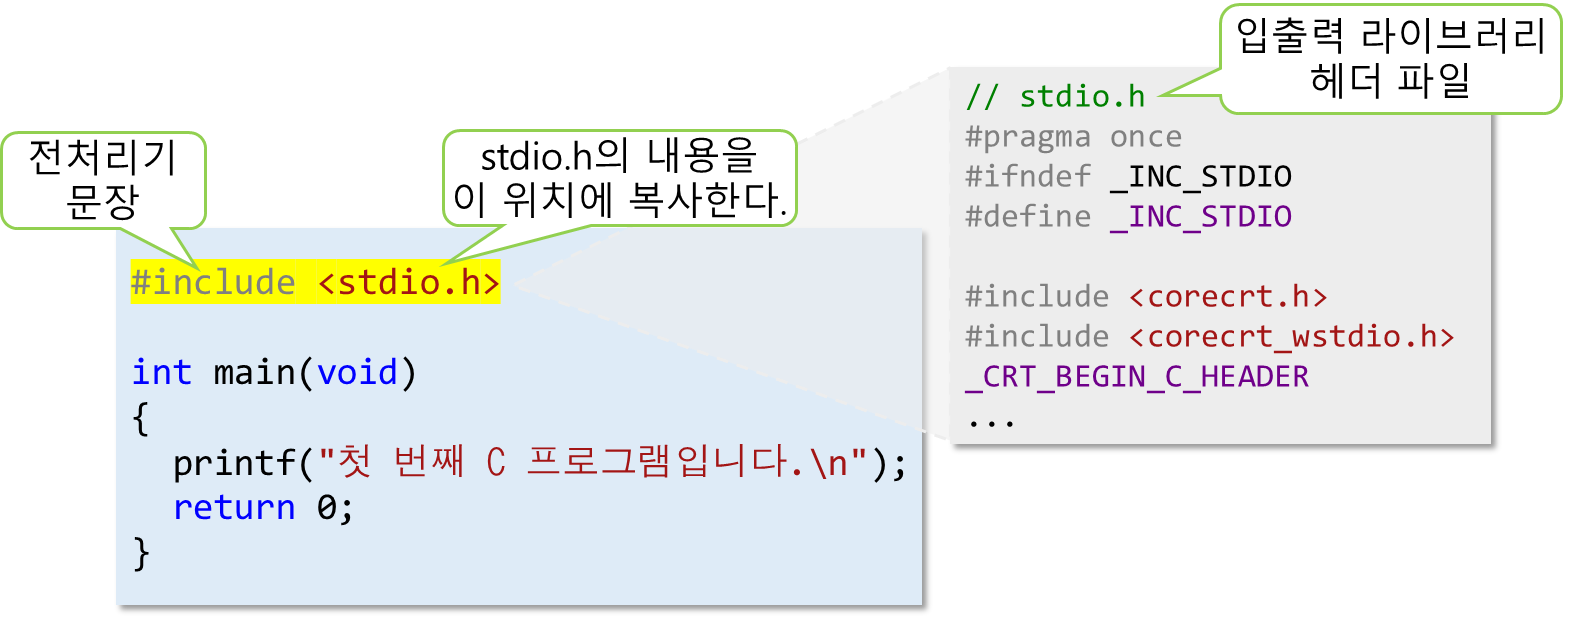 입출력 라이브러리
헤더 파일
전처리기
문장
stdio.h의 내용을
이 위치에 복사한다.
#include <stdio.h>

int main(void)
{
  printf("첫 번째 C 프로그램입니다.\n");
  return 0;
}
// stdio.h
#pragma once
#ifndef _INC_STDIO
#define _INC_STDIO

#include <corecrt.h>
#include <corecrt_wstdio.h>
_CRT_BEGIN_C_HEADER
...